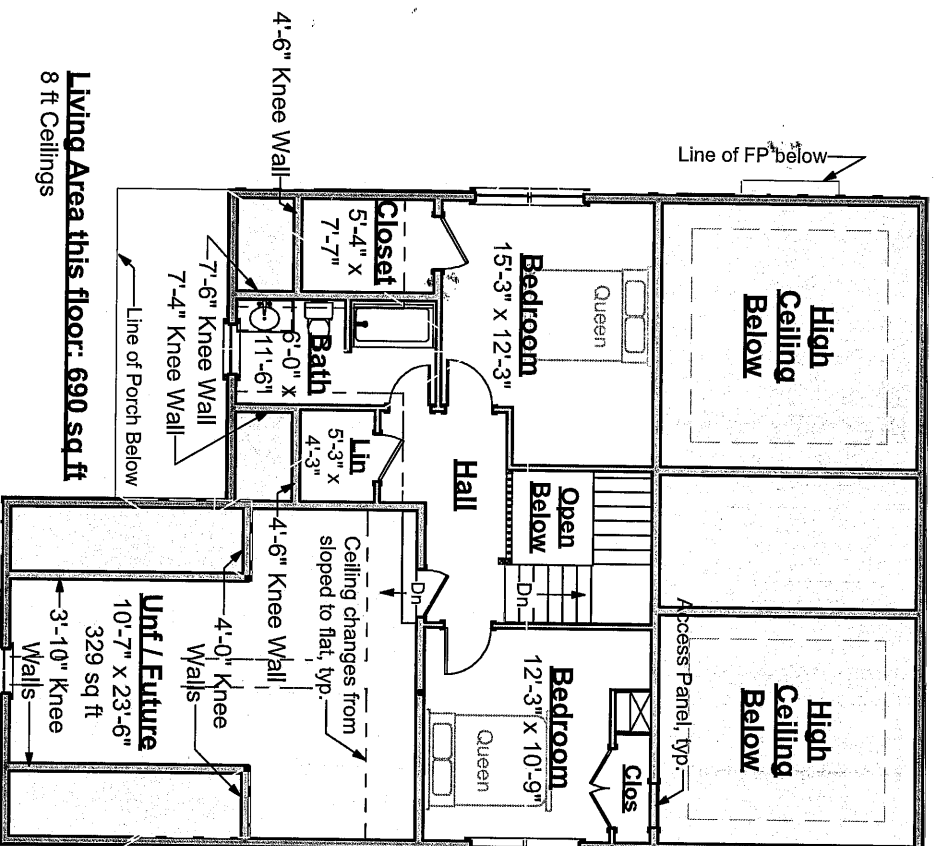 Line of FP below
High
Ceiling
Below
High
Ceiling
Below
Access Panel, typ.
Bedroom
15'-3" x 12'-3"
Queen
Open
Below
Dn
Hall
Clos
Bedroom
12'-3" x 10'-9"
Queen
Closet
5'-4" x
7'-7"
Bath
6'-0" x
11'-6"
Lin
5'-3" x
4'-3"
Dn
Ceiling changes from
sloped to flat, typ.
4'-6" Knee Wall
7'-6" Knee Wall
7'-4" Knee Wall
4'-6" Knee Wall
4'-0" Knee
Walls
Unf / Future
10'-7" x 23'-6"
329 sq ft
3'-10" Knee
Walls
Line of Porch Below
Living Area this floor: 690 sq ft
8 ft Ceilings